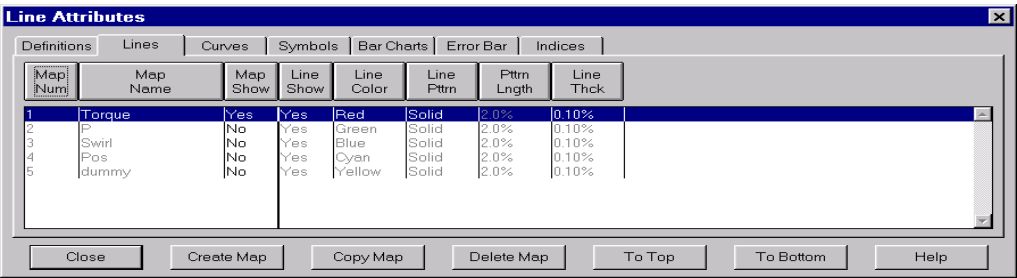 Line Attributes
Definitions Lines Curves Symbols Bar Charts Error Bar Indices
Map Num Map Name Map Show Line Show Line Color Line Pttrn Pttrn Lngth Line Thck
1 Torque Yes Yes Red Solid 2.0% 0.10%
2 P No Yes Green Solid 2.0% 0.10%
3 Swirl No Yes Blue Solid 2.0% 0.10%
4 Pos No Yes Cyan Solid 2.0% 0.10%
5 dummy No Yes Yellow Solid 2.0% 0.10%
Close Create Map Copy Map Delete Map To Top To Bottom Help